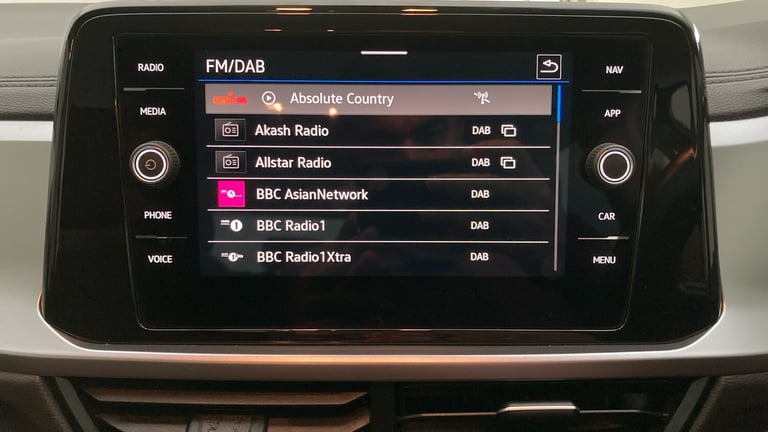 FM/DAB
RADIO
MEDIA
PHONE
VOICE
Absolute Country
Akash Radio DAB
Allstar Radio DAB
BBC AsianNetwork DAB
BBC Radio1 DAB
BBC Radio1Xtra DAB
NAV
APP
CAR
MENU